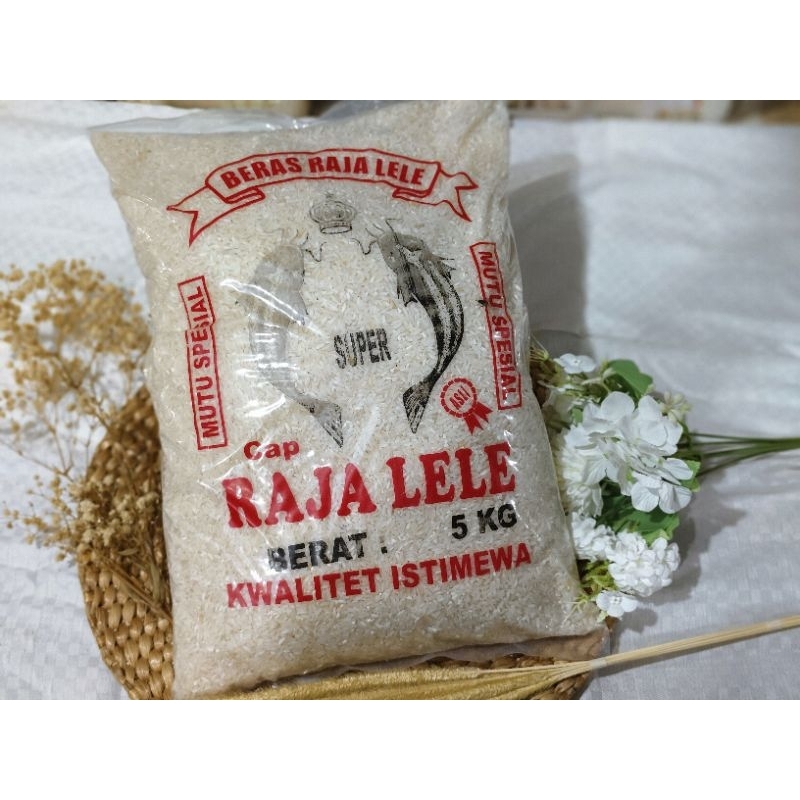 BERAS RAJA LELE
MUTU SPESIAL
SUPER
MUTU SPESIAL
ASLI
Cap
RAJA LELE
BERAT : 5 KG
KWALITET ISTIMEWA